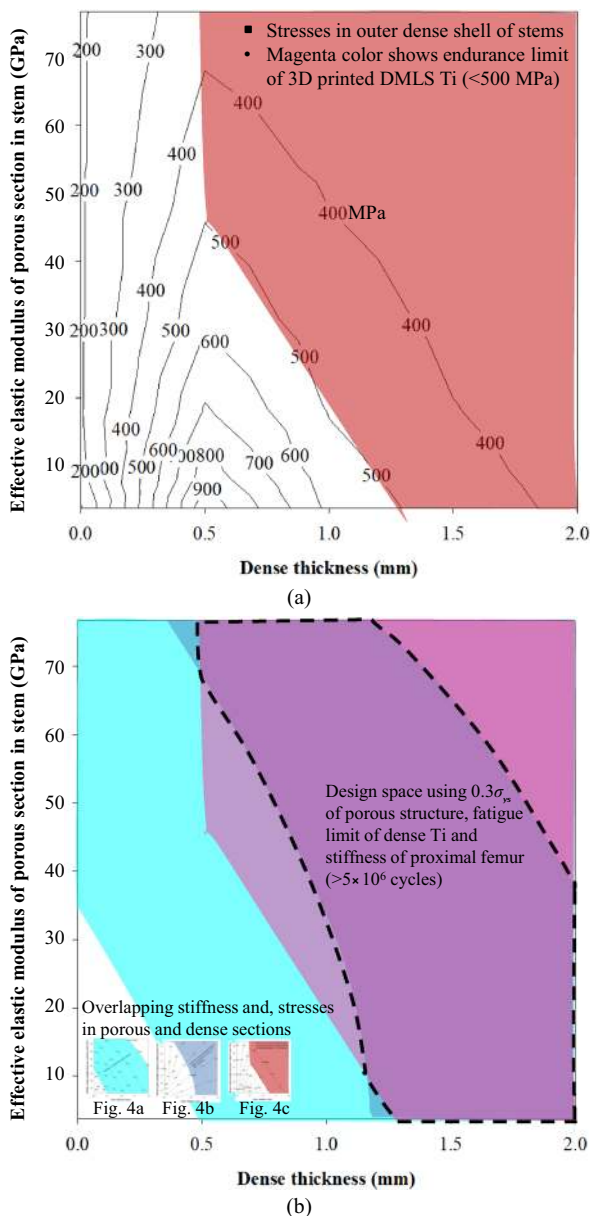 ■ Stresses in outer dense shell of stems
• Magenta color shows endurance limit
of 3D printed DMLS Ti (<500 MPa)
Effective elastic modulus of porous section in stem (GPa)
70
60
50
40
30
20
10
200
300
400
400
200
300
400
400MPa
500
200
300
400
500
600
500
400
400
600
800
700
600
200
500
900
500
400
0.0
0.5
1.0
1.5
2.0
Dense thickness (mm)
(a)
Effective elastic modulus of porous section in stem (GPa)
70
60
50
40
30
20
10
Design space using 0.3σys
of porous structure, fatigue
limit of dense Ti and
stiffness of proximal femur
(>5×10⁶ cycles)
Overlapping stiffness and, stresses
in porous and dense sections
Fig. 4a
Fig. 4b
Fig. 4c
0.0
0.5
1.0
1.5
2.0
Dense thickness (mm)
(b)